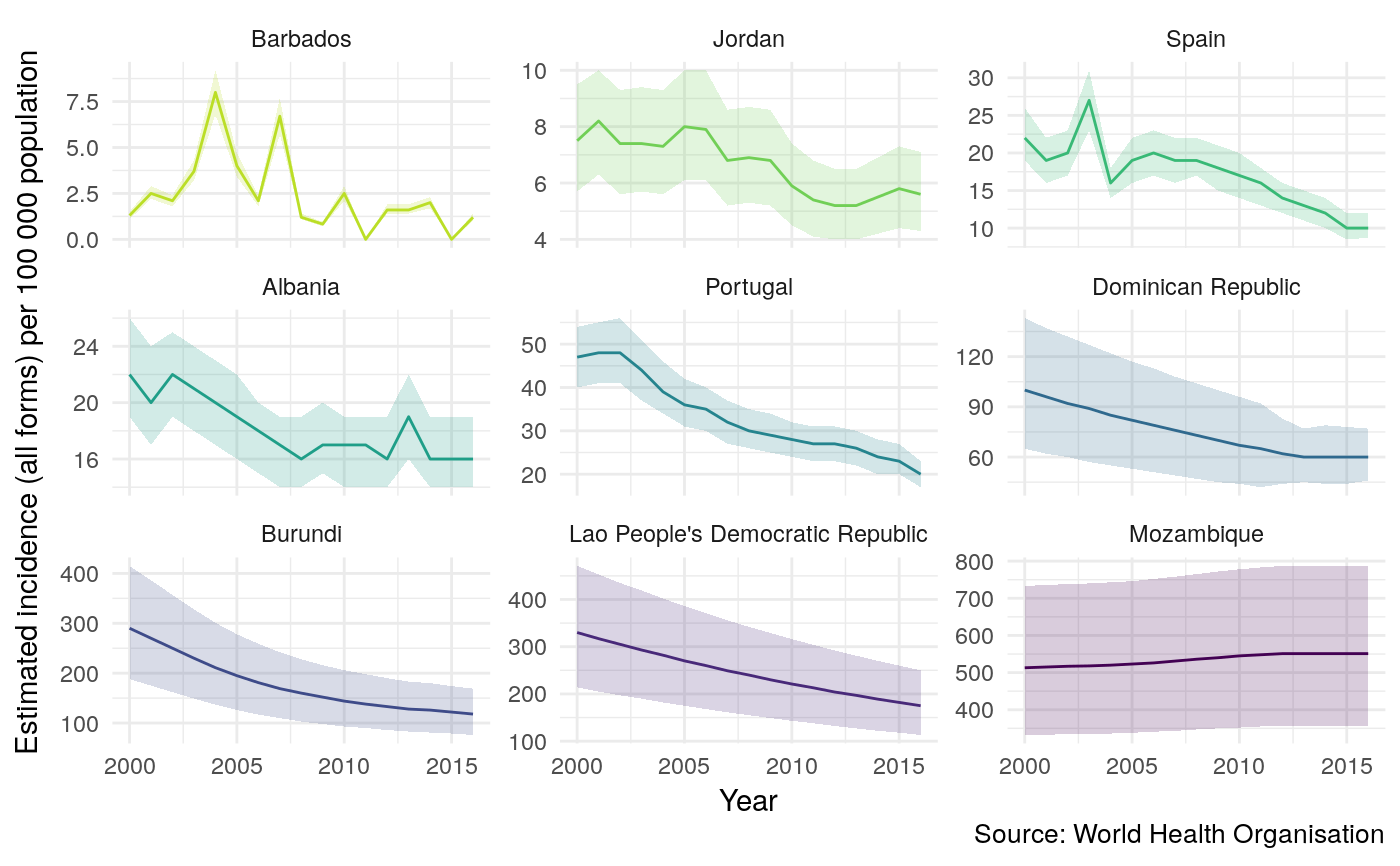 Estimated incidence (all forms) per 100 000 population
Barbados
7.5
5.0
2.5
0.0
Jordan
10
8
6
4
Spain
30
25
20
15
10
Albania
24
20
16
Portugal
50
40
30
20
Dominican Republic
120
90
60
Burundi
400
300
200
100
Lao People's Democratic Republic
400
300
200
100
Mozambique
800
700
600
500
400
2000 2005 2010 2015
2000 2005 2010 2015
2000 2005 2010 2015
Year
Source: World Health Organisation